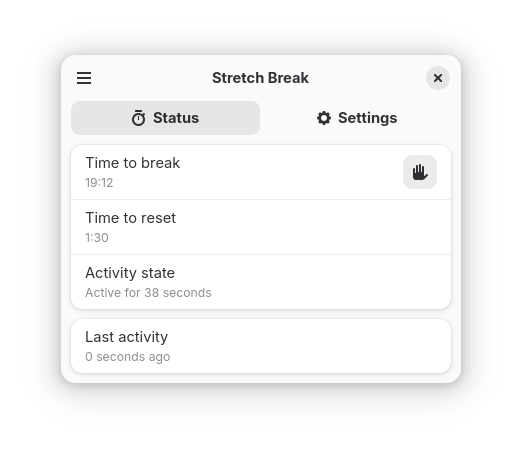 Stretch Break
Status
Settings
Time to break
19:12
Time to reset
1:30
Activity state
Active for 38 seconds
Last activity
0 seconds ago